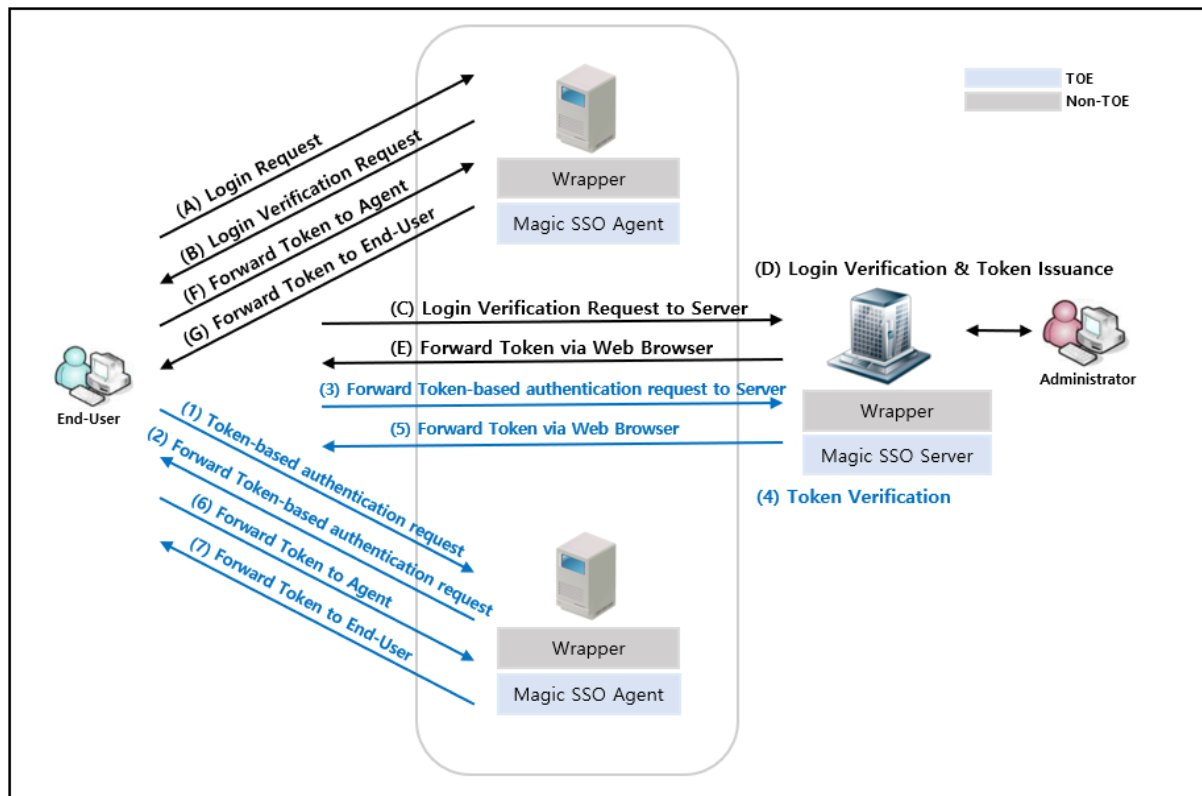 TOE
Non-TOE
(A) Login Request
(B) Login Verification Request
(F) Forward Token to Agent
(G) Forward Token to End-User
Wrapper
Magic SSO Agent
(D) Login Verification & Token Issuance
(C) Login Verification Request to Server
(E) Forward Token via Web Browser
(3) Forward Token-based authentication request to Server
(5) Forward Token via Web Browser
End-User
Administrator
Wrapper
Magic SSO Server
(4) Token Verification
(1) Token-based authentication request
(2) Forward Token-based authentication request
(6) Forward Token to Agent
(7) Forward Token to End-User
Wrapper
Magic SSO Agent